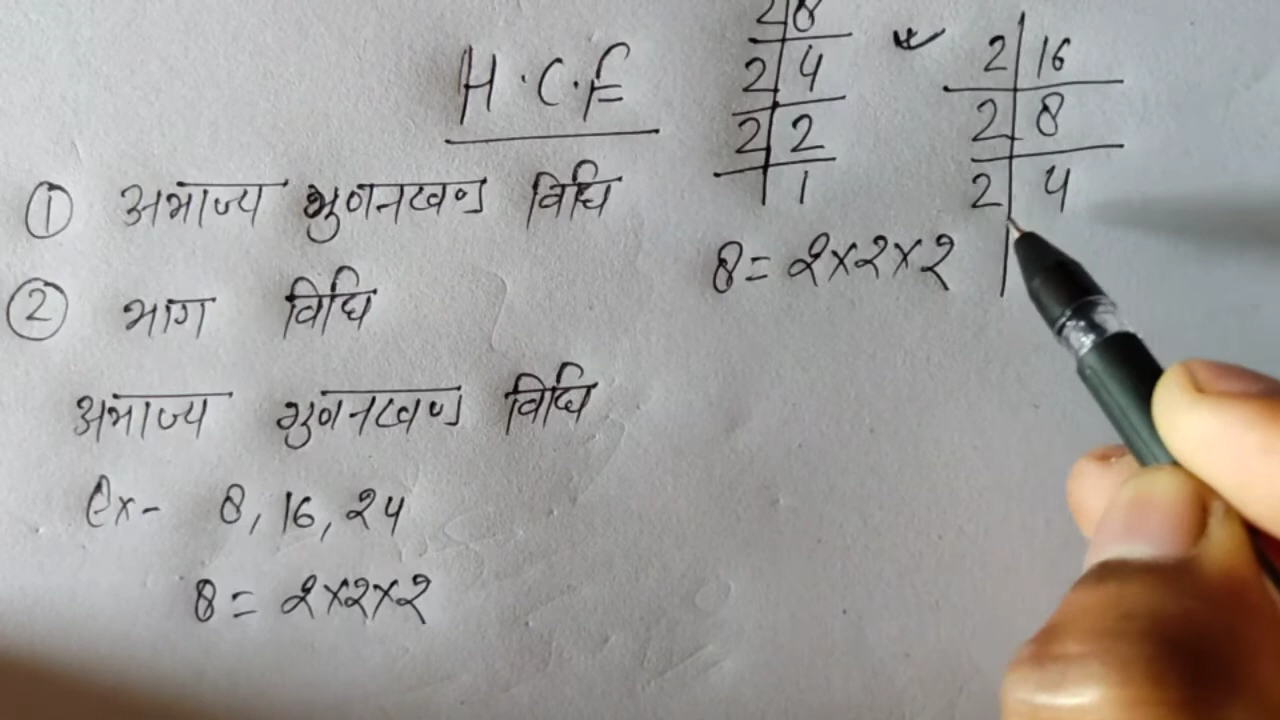 H.C.F
① अभाज्य गुणनखण्ड विधि
② भाग विधि
अभाज्य गुणनखण्ड विधि
ex- 8, 16, 24
8 = 2×2×2
2 8
2 4
2 2
1
8 = 2×2×2
2 16
2 8
2 4